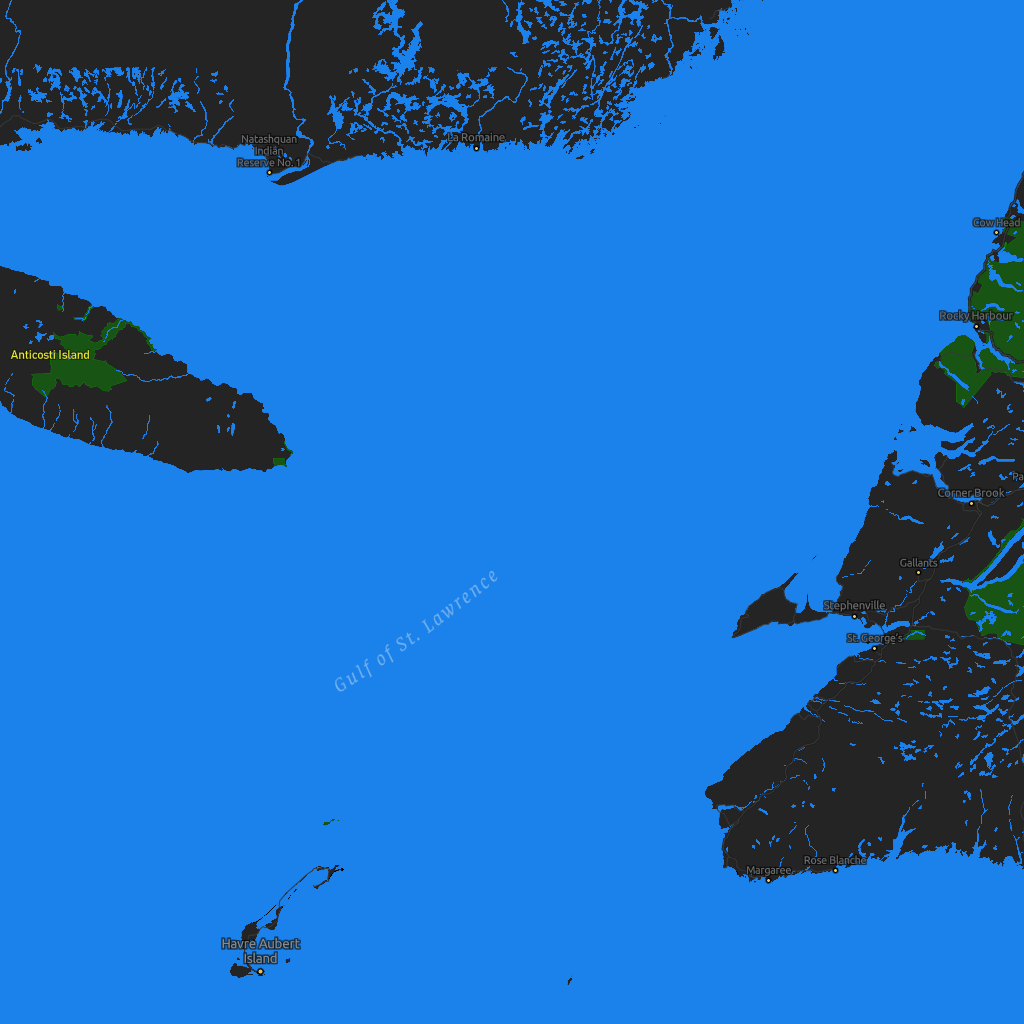 Natashquan
Indian
Reserve No. 1
La Romaine
Cow Head
Rocky Harbour
Anticosti Island
Pa
Corner Brook
Gallants
Stephenville
St. George's
Gulf of St. Lawrence
Rose Blanche
Margaree
Havre Aubert
Island